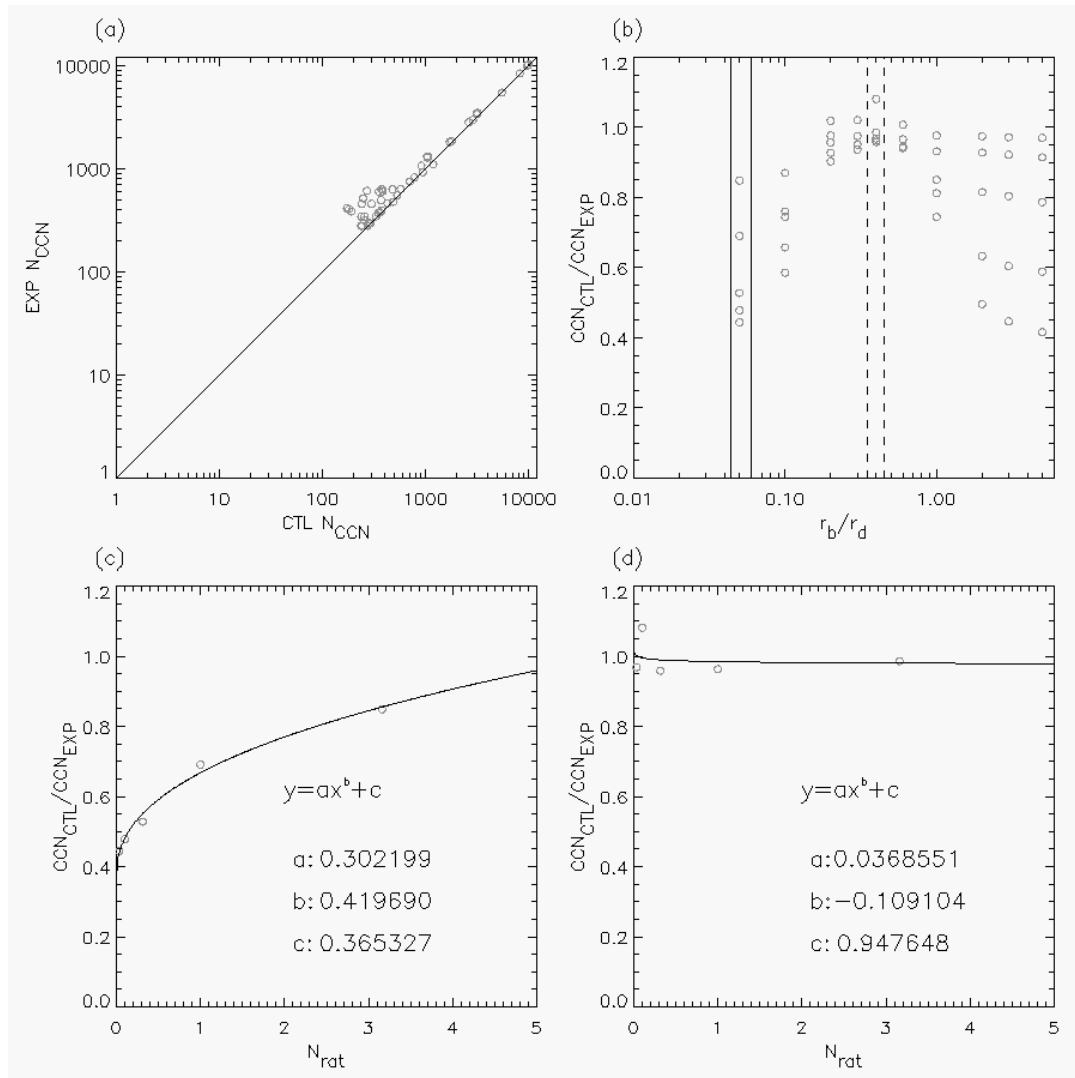 (a)
10000
1000
100
10
1
EXP N_CCN
1 10 100 1000 10000
CTL N_CCN
(b)
1.2
1.0
0.8
0.6
0.4
0.2
0.0
CCN_CTL/CCN_EXP
0.01 0.10 1.00
r_b/r_d
(c)
1.2
1.0
0.8
0.6
0.4
0.2
0.0
CCN_CTL/CCN_EXP
y=ax^b+c
a: 0.302199
b: 0.419690
c: 0.365327
0 1 2 3 4 5
N_rat
(d)
1.2
1.0
0.8
0.6
0.4
0.2
0.0
CCN_CTL/CCN_EXP
y=ax^b+c
a: 0.0368551
b: −0.109104
c: 0.947648
0 1 2 3 4 5
N_rat